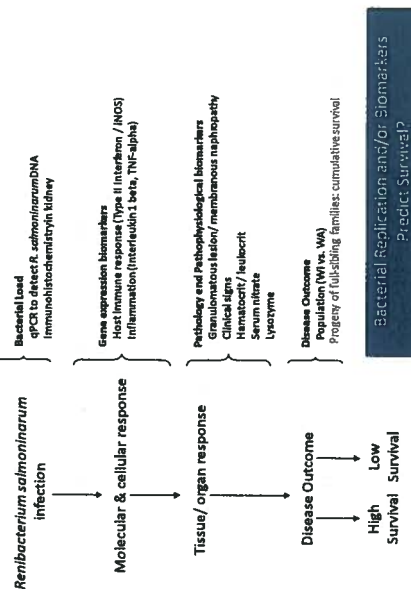 Renibacterium salmoninarum
infection
Bacterial Load
qPCR to detect R. salmoninarum DNA
Immunohistochemistry in kidney
Molecular & cellular response
Gene expression biomarkers
Host immune response (Type II interferon / iNOS)
Inflammation (Interleukin 1 beta, TNF-alpha)
Tissue/ organ response
Pathology and Pathophysiological biomarkers
Granulomatous lesion/ membranous nephropathy
Clinical signs
Hematocrit / leukocrit
Serum nitrate
Lysozyme
Disease Outcome
Disease Outcome
Population (WI vs. WA)
Progeny of full-sibling families: cumulative survival
High
Survival
Low
Survival
Bacterial Replication and/or Biomarkers
Predict Survival?